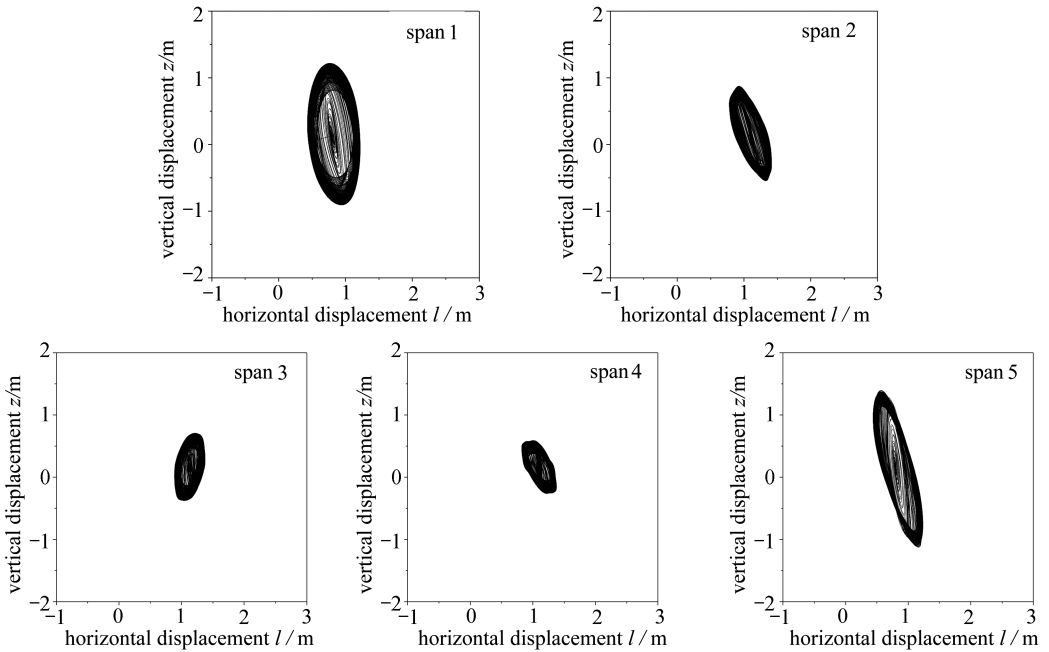 span 1
2
1
0
−1
−2
vertical displacement z/m
−1 0 1 2 3
horizontal displacement l / m
span 2
2
1
0
−1
−2
vertical displacement z/m
−1 0 1 2 3
horizontal displacement l / m
span 3
2
1
0
−1
−2
vertical displacement z/m
−1 0 1 2 3
horizontal displacement l / m
span 4
2
1
0
−1
−2
vertical displacement z/m
−1 0 1 2 3
horizontal displacement l / m
span 5
2
1
0
−1
−2
vertical displacement z/m
−1 0 1 2 3
horizontal displacement l / m